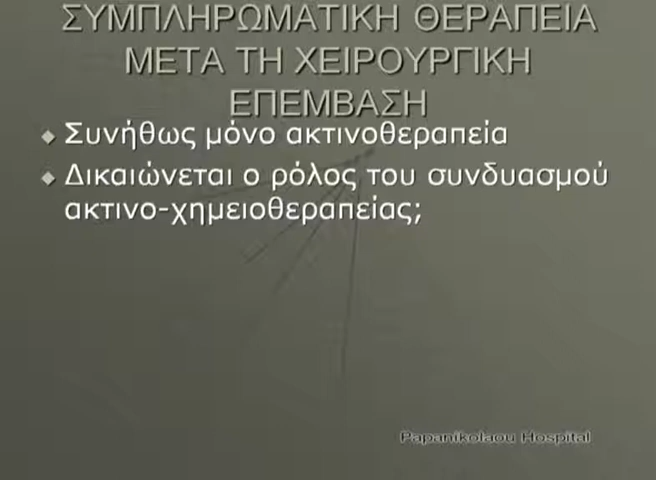 ΣΥΜΠΛΗΡΩΜΑΤΙΚΗ ΘΕΡΑΠΕΙΑ
ΜΕΤΑ ΤΗ ΧΕΙΡΟΥΡΓΙΚΗ
ΕΠΕΜΒΑΣΗ
Συνήθως μόνο ακτινοθεραπεία
Δικαιώνεται ο ρόλος του συνδυασμού
ακτινο-χημειοθεραπείας;
Papanikolaou Hospital